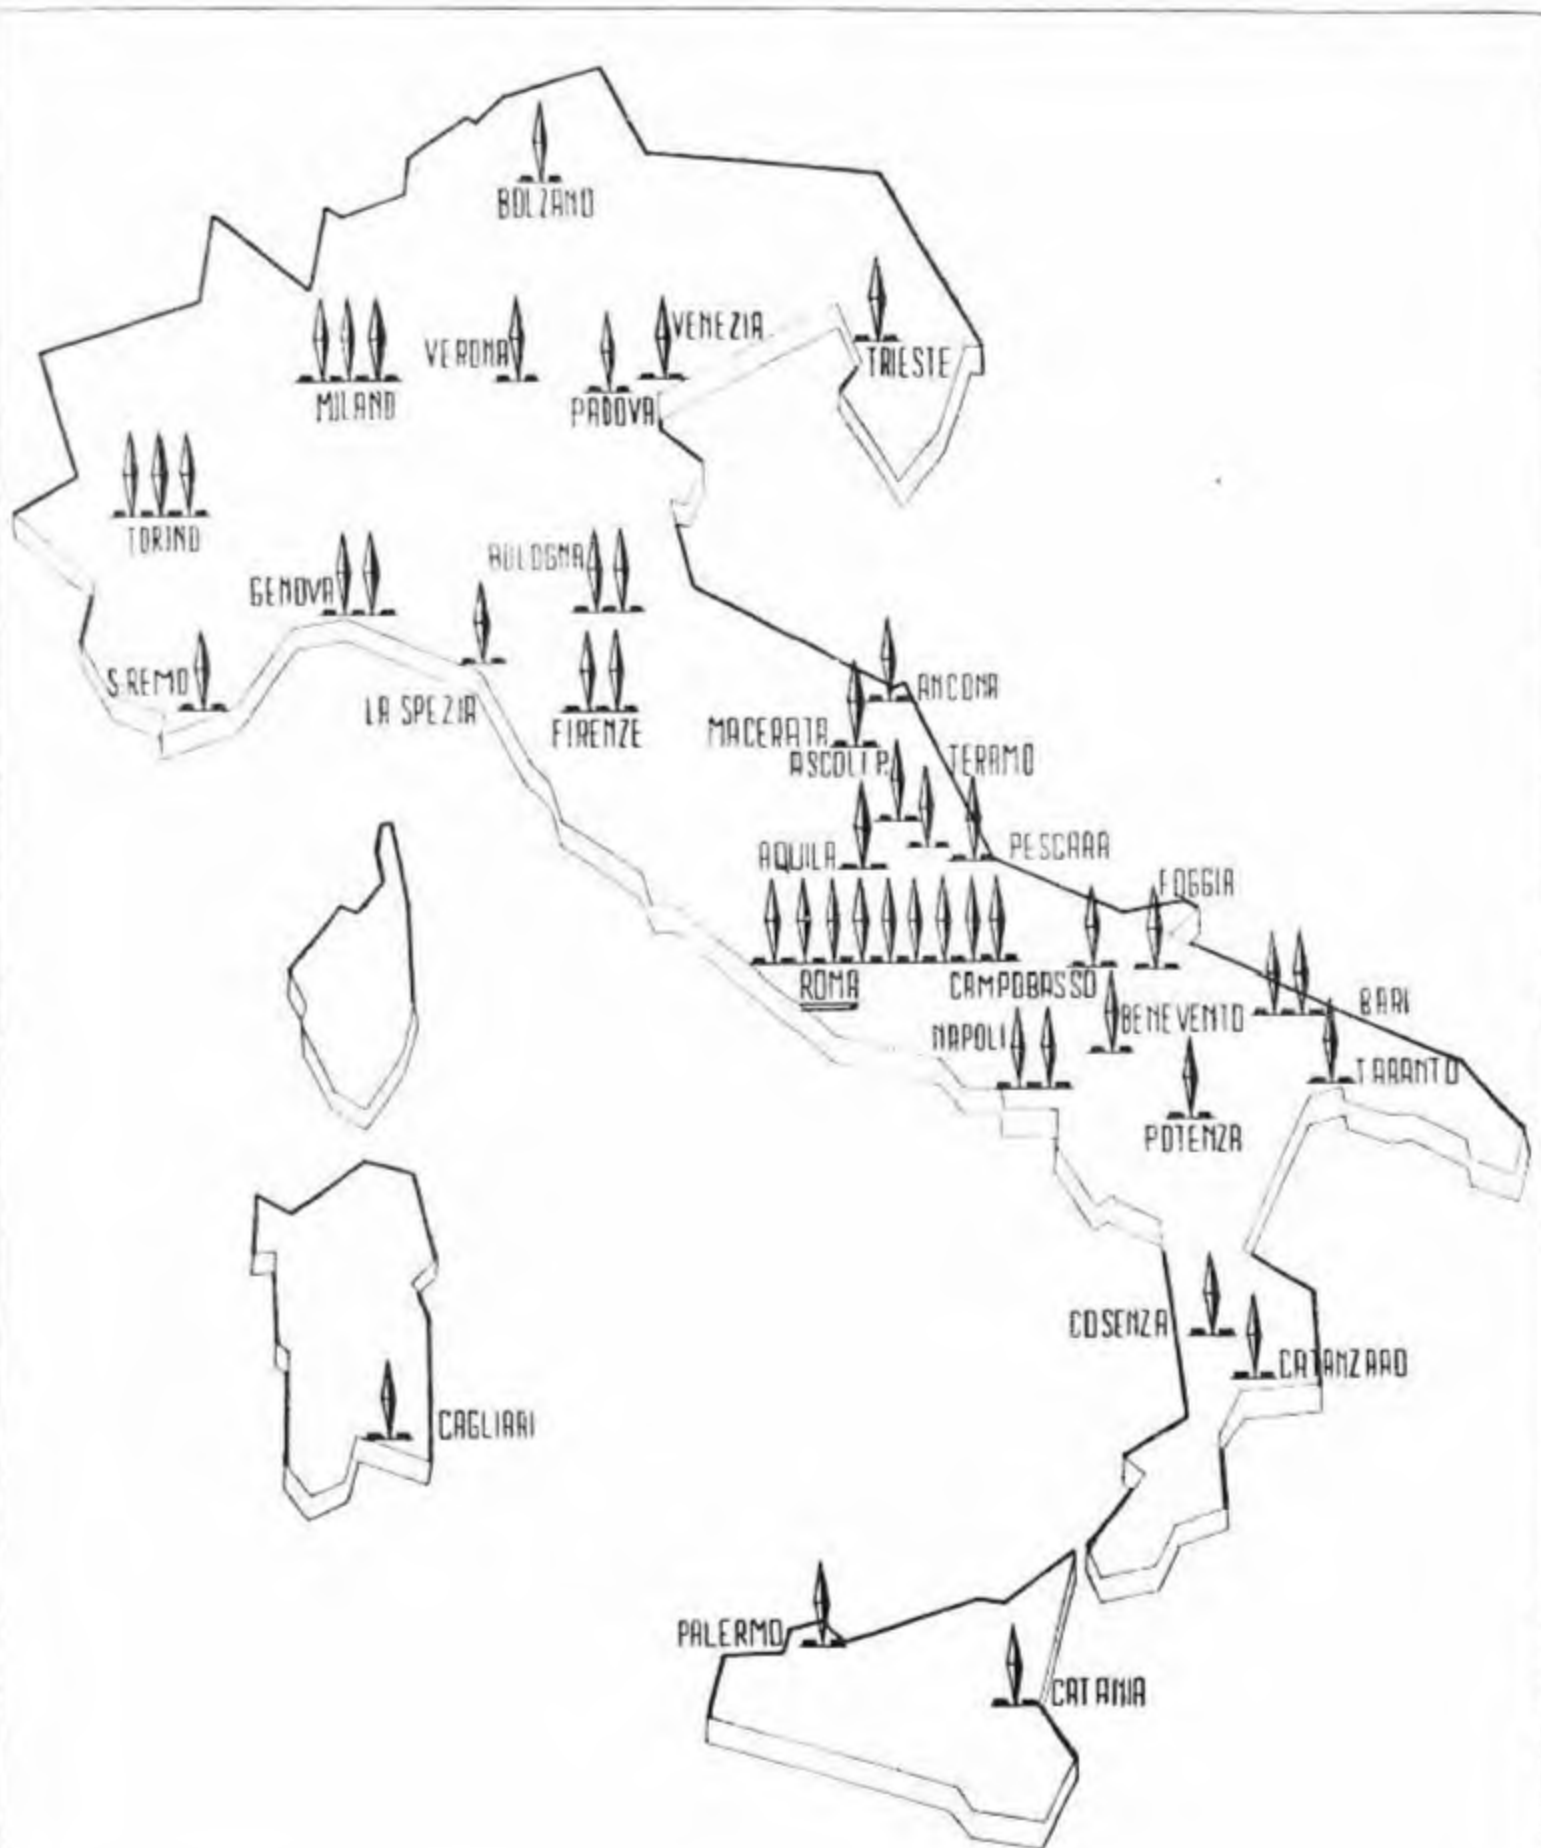 BOLZANO
VENEZIA
VERONA
TRIESTE
MILANO
PADOVA
TORINO
BOLOGNA
GENOVA
S.REMO
ANCONA
LA SPEZIA
FIRENZE
MACERATA
ASCOLI P.
TERAMO
AQUILA
PESCARA
FOGGIA
ROMA
CAMPOBASSO
BARI
BENEVENTO
NAPOLI
TARANTO
POTENZA
COSENZA
CATANZARO
CAGLIARI
PALERMO
CATANIA